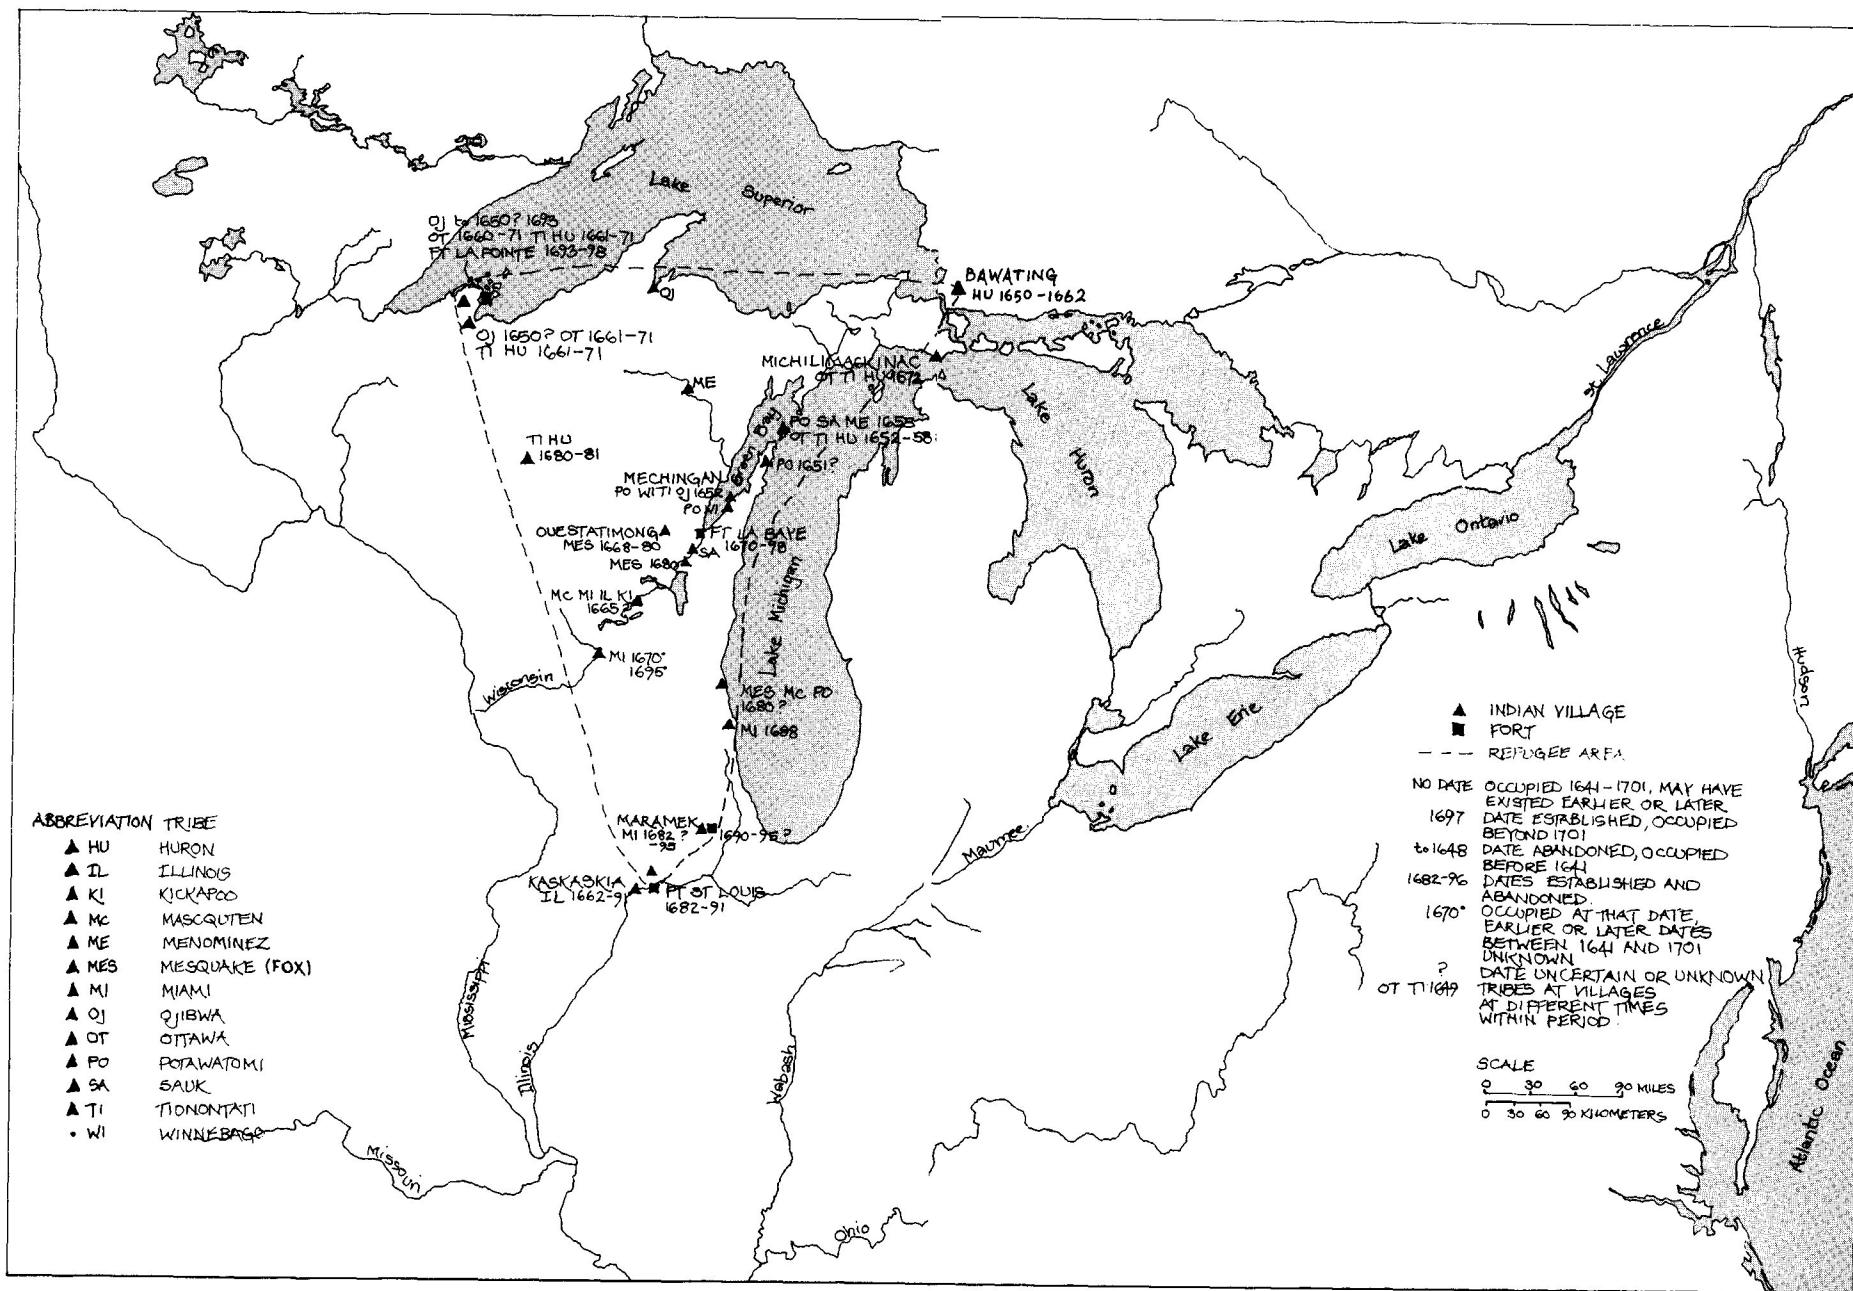 Lake Superior
OJ to 1650? 1693
OT 1660-71 TI HU 1661-71
FT LA POINTE 1693-98
OJ
BAWATING
HU 1650-1662
OJ 1650? OT 1661-71
TI HU 1661-71
MICHILIMACKINAC
OT TI HU 1672
ME
Lake Huron
St. Lawrence
Green Bay
PO SA ME 1658
OT TI HU 1652-58
TI HU
1680-81
PO 1651?
MECHINGAN
PO WI TI OJ 1652
PO WI
OUESTATIMONG
MES 1668-80
FT LA BAYE
1670-98
SA
MES 1680
Lake Ontario
MC MI IL KI
1665?
Lake Michigan
MI 1670°
1695°
Wisconsin
MES MC PO
1680?
MI 1688
Lake Erie
Hudson
▲ INDIAN VILLAGE
■ FORT
--- REFUGEE AREA
NO DATE OCCUPIED 1641-1701, MAY HAVE
EXISTED EARLIER OR LATER
1697 DATE ESTABLISHED, OCCUPIED
BEYOND 1701
to 1648 DATE ABANDONED, OCCUPIED
BEFORE 1641
1682-96 DATES ESTABLISHED AND
ABANDONED.
1670° OCCUPIED AT THAT DATE,
EARLIER OR LATER DATES
BETWEEN 1641 AND 1701
UNKNOWN
? DATE UNCERTAIN OR UNKNOWN
OT TI 1649 TRIBES AT VILLAGES
AT DIFFERENT TIMES
WITHIN PERIOD.
MARAMEK
MI 1682?
-95
1690-95?
Maumee
KASKASKIA
IL 1662-91
FT ST LOUIS
1682-91
ABBREVIATION TRIBE
▲ HU HURON
▲ IL ILLINOIS
▲ KI KICKAPOO
▲ MC MASCQUTEN
▲ ME MENOMINEZ
▲ MES MESQUAKE (FOX)
▲ MI MIAMI
▲ OJ OJIBWA
▲ OT OTTAWA
▲ PO POTAWATOMI
▲ SA SAUK
▲ TI TIONONTATI
• WI WINNEBAGO
Mississippi
Illinois
Wabash
Missouri
Ohio
SCALE
0 30 60 90 MILES
0 30 60 90 KILOMETERS
Atlantic Ocean